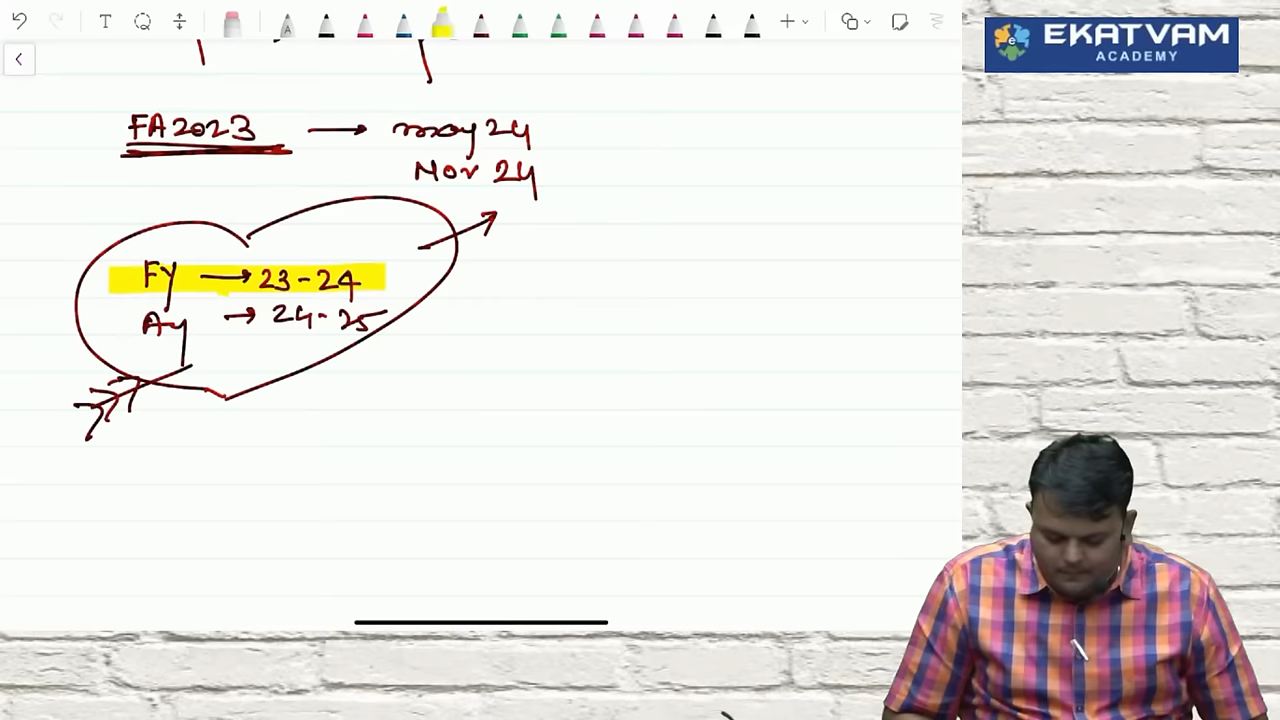 EKATVAM
ACADEMY
FA2023 → may 24
Nov 24
Fy → 23-24
Ay → 24-25